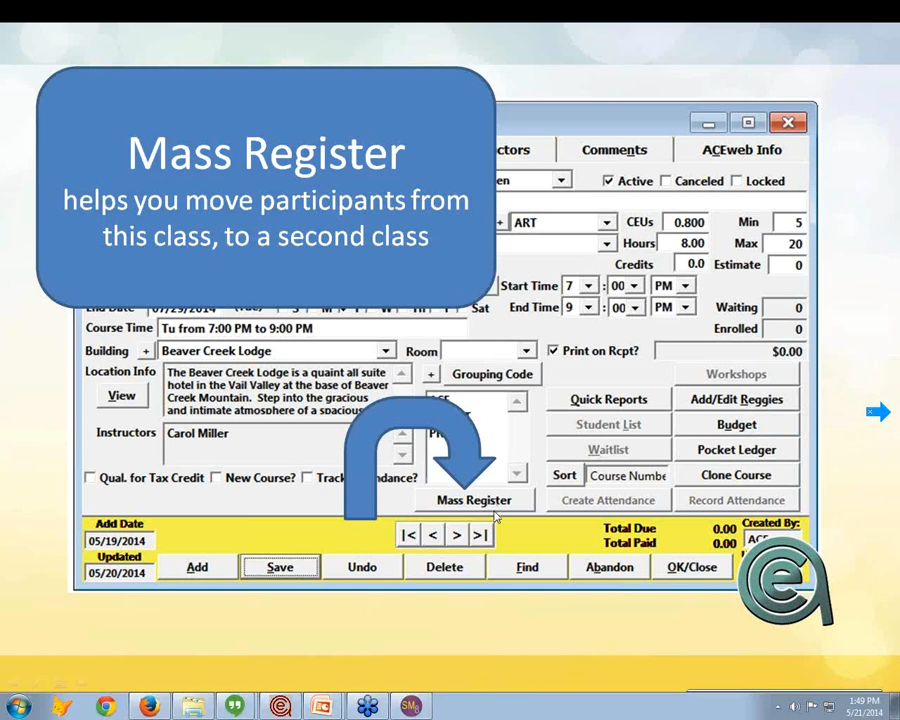 Mass Register
helps you move participants from
this class, to a second class
ctors Comments ACEweb Info
en Active Canceled Locked
+ ART CEUs 0.800 Min 5
Hours 8.00 Max 20
Credits 0.0 Estimate 0
Start Time 7 : 00 PM
07/29/2014 Sat End Time 9 : 00 PM Waiting 0
Course Time Tu from 7:00 PM to 9:00 PM Enrolled 0
Building + Beaver Creek Lodge Room Print on Rcpt? $0.00
Location Info The Beaver Creek Lodge is a quaint all suite
hotel in the Vail Valley at the base of Beaver
Creek Mountain. Step into the gracious
and intimate atmosphere of a spacious
View
+ Grouping Code Workshops
Quick Reports Add/Edit Reggies
Student List Budget
Instructors Carol Miller
Waitlist Pocket Ledger
Qual. for Tax Credit New Course? Track dance? Sort Course Numbe Clone Course
Mass Register Create Attendance Record Attendance
Add Date
05/19/2014 |< < > >| Total Due 0.00 Created By:
Updated Total Paid 0.00 ACE
05/20/2014 Add Save Undo Delete Find Abandon OK/Close
1:49 PM
5/21/2014